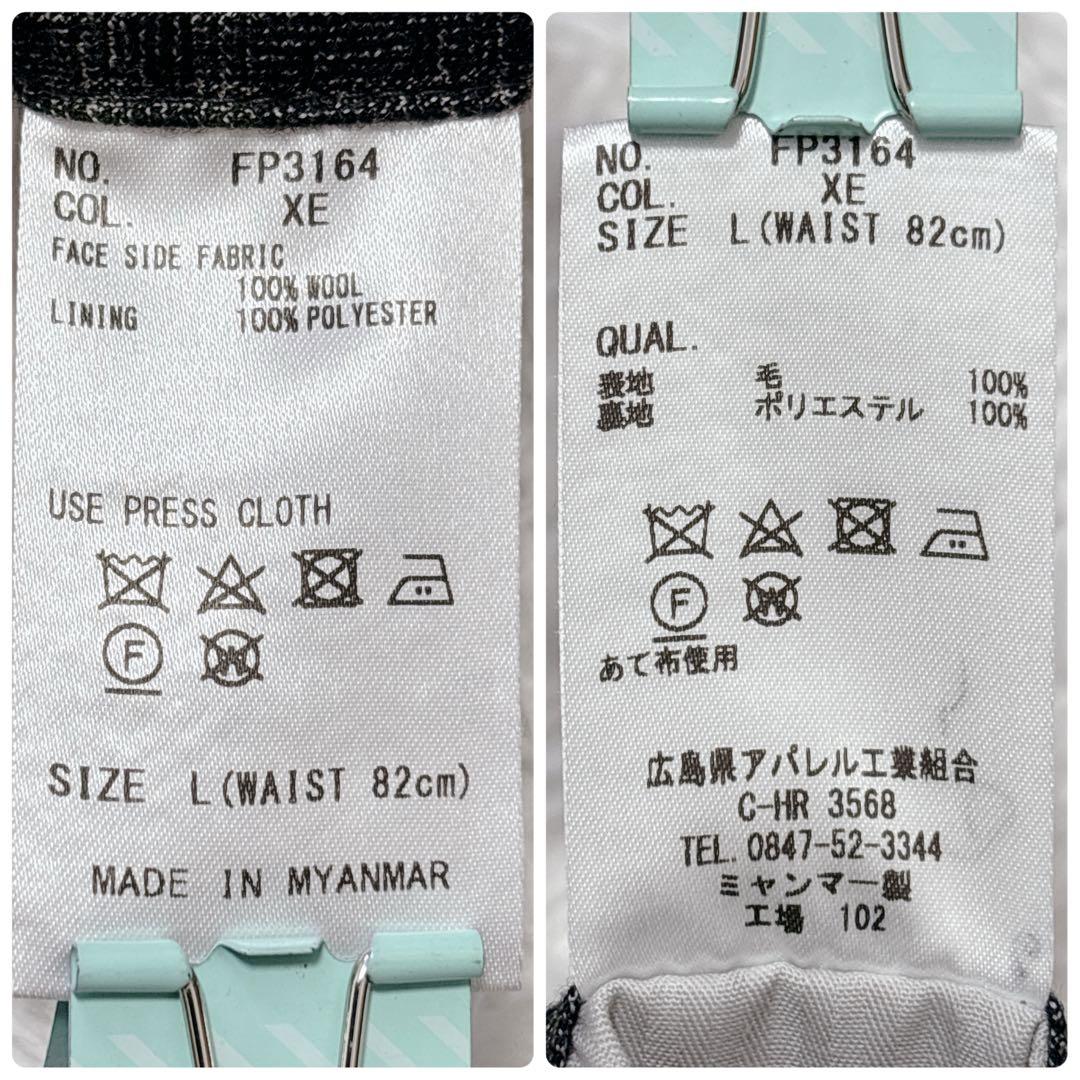 NO. FP3164
COL. XE
FACE SIDE FABRIC
100% WOOL
LINING 100% POLYESTER
USE PRESS CLOTH
F W
SIZE L(WAIST 82cm)
MADE IN MYANMAR
NO. FP3164
COL. XE
SIZE L(WAIST 82cm)
QUAL.
表地 毛 100%
裏地 ポリエステル 100%
F W
あて布使用
広島県アパレル工業組合
C-HR 3568
TEL. 0847-52-3344
ミャンマー製
工場 102